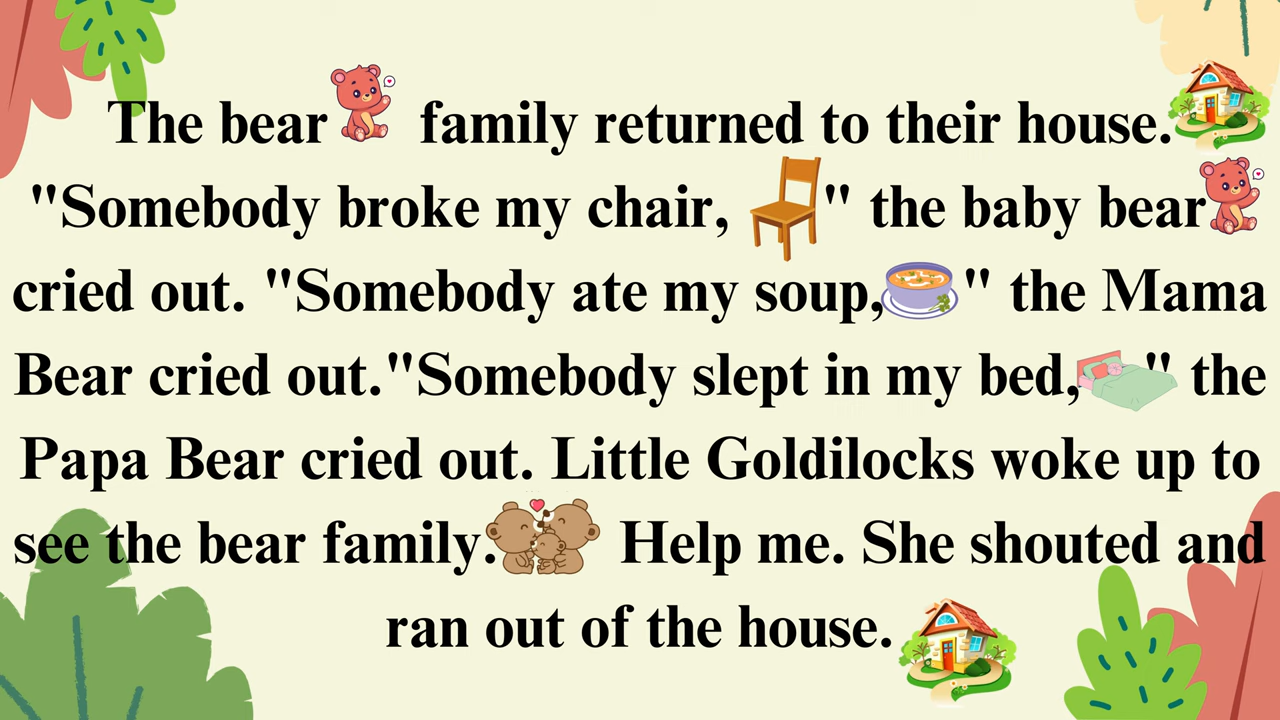 The bear family returned to their house.
"Somebody broke my chair, " the baby bear
cried out. "Somebody ate my soup, " the Mama
Bear cried out."Somebody slept in my bed, " the
Papa Bear cried out. Little Goldilocks woke up to
see the bear family. Help me. She shouted and
ran out of the house.